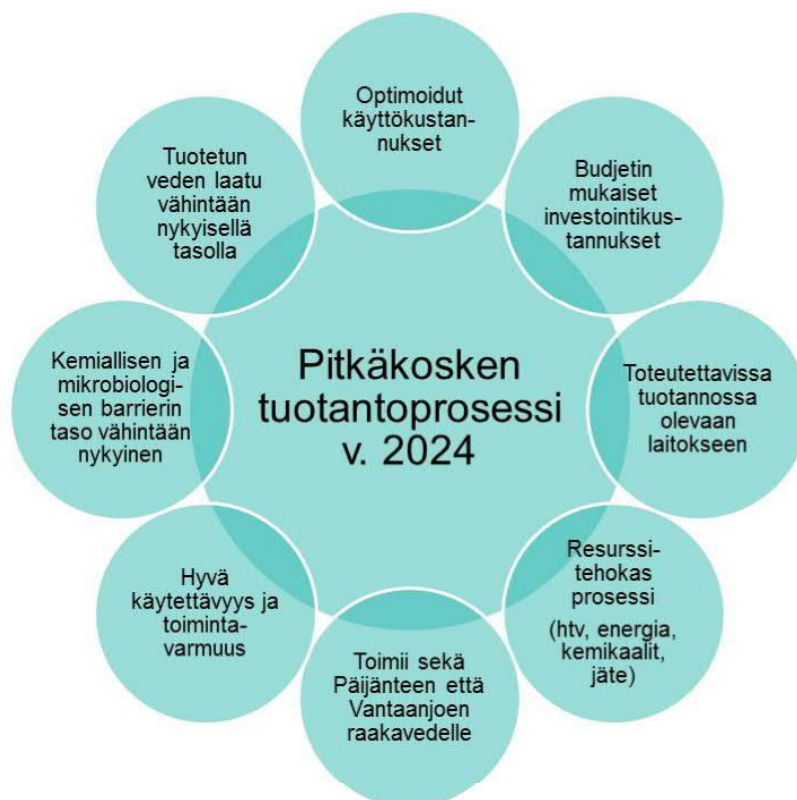 Optimoidut
käyttökustan-
nukset
Budjetin
mukaiset
investointikus-
tannukset
Toteutettavissa
tuotannossa
olevaan
laitokseen
Resurssi-
tehokas
prosessi
(htv, energia,
kemikaalit,
jäte)
Toimii sekä
Päijänteen että
Vantaanjoen
raakavedelle
Hyvä
käytettävyys ja
toiminta-
varmuus
Kemiallisen ja
mikrobiologi-
sen barrierin
taso vähintään
nykyinen
Tuotetun
veden laatu
vähintään
nykyisellä
tasolla
Pitkäkosken
tuotantoprosessi
v. 2024